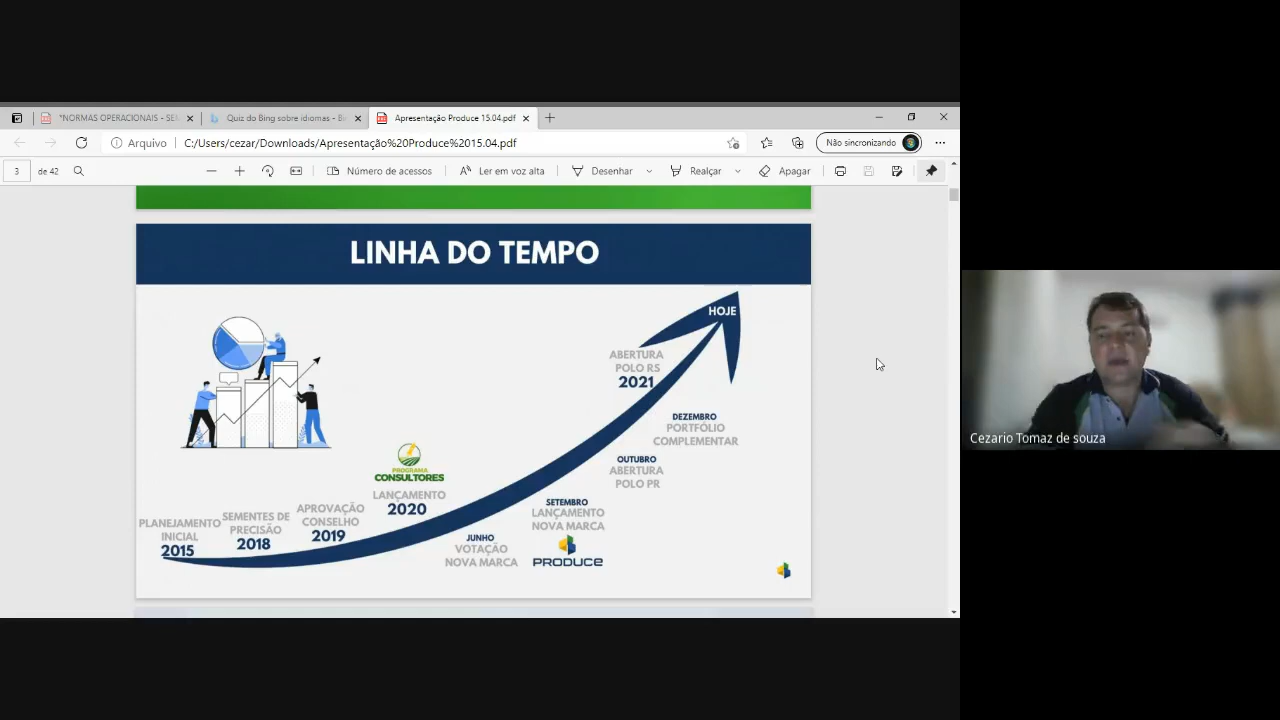 *NORMAS OPERACIONAIS - SE
Quiz do Bing sobre idiomas - Bi
Apresentação Produce 15.04.pdf
Arquivo
C:/Users/cezar/Downloads/Apresentação%20Produce%2015.04.pdf
Não sincronizando
3
de 42
Número de acessos
Ler em voz alta
Desenhar
Realçar
Apagar
LINHA DO TEMPO
HOJE
ABERTURA
POLO RS
2021
DEZEMBRO
PORTFÓLIO
COMPLEMENTAR
OUTUBRO
ABERTURA
POLO PR
SETEMBRO
LANÇAMENTO
NOVA MARCA
PRODUCE
JUNHO
VOTAÇÃO
NOVA MARCA
PROGRAMA
CONSULTORES
LANÇAMENTO
2020
APROVAÇÃO
CONSELHO
2019
SEMENTES DE
PRECISÃO
2018
PLANEJAMENTO
INICIAL
2015
Cezario Tomaz de souza